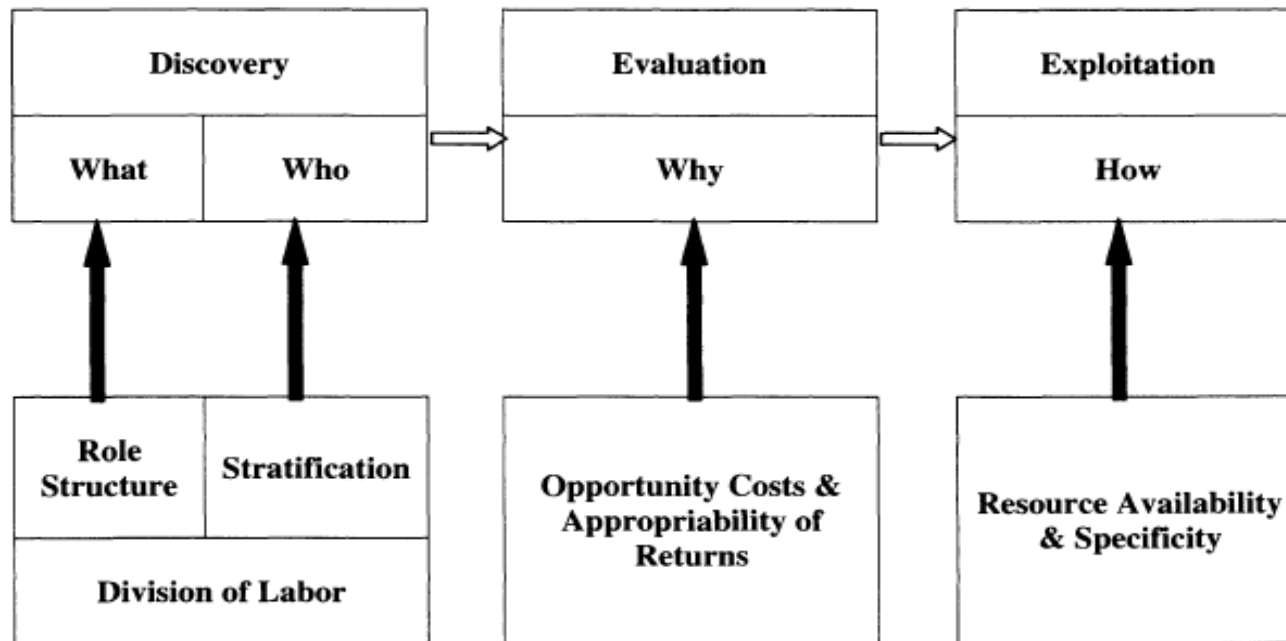 Discovery
Evaluation
Exploitation
What
Who
Why
How
Role
Structure
Stratification
Division of Labor
Opportunity Costs &
Appropriability of
Returns
Resource Availability
& Specificity